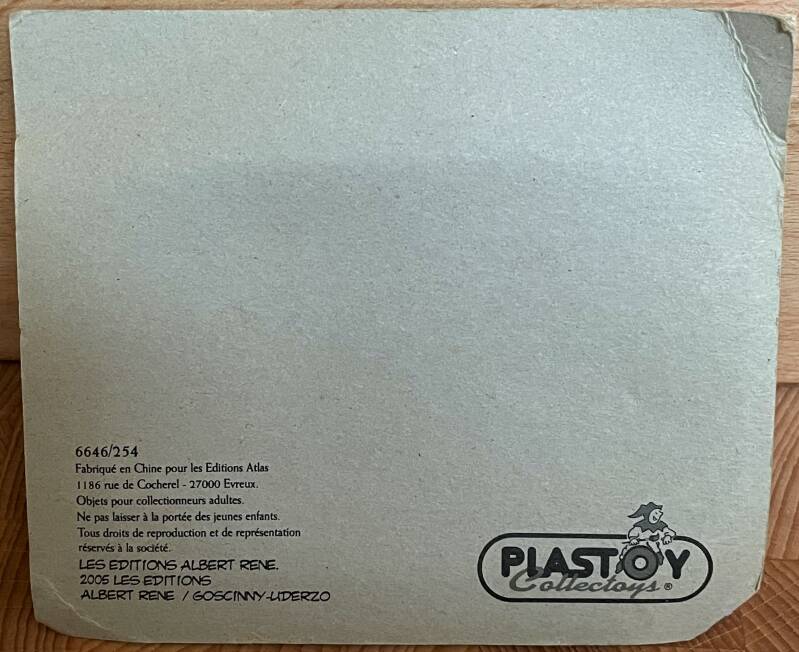 6646/254
Fabriqué en Chine pour les Editions Atlas
1186 rue de Cocherel - 27000 Evreux.
Objets pour collectionneurs adultes.
Ne pas laisser à la portée des jeunes enfants.
Tous droits de reproduction et de représentation
réservés à la société.
LES EDITIONS ALBERT RENE.
2005 LES EDITIONS
ALBERT RENE / GOSCINNY-UDERZO
PLASTOY
Collectoys®